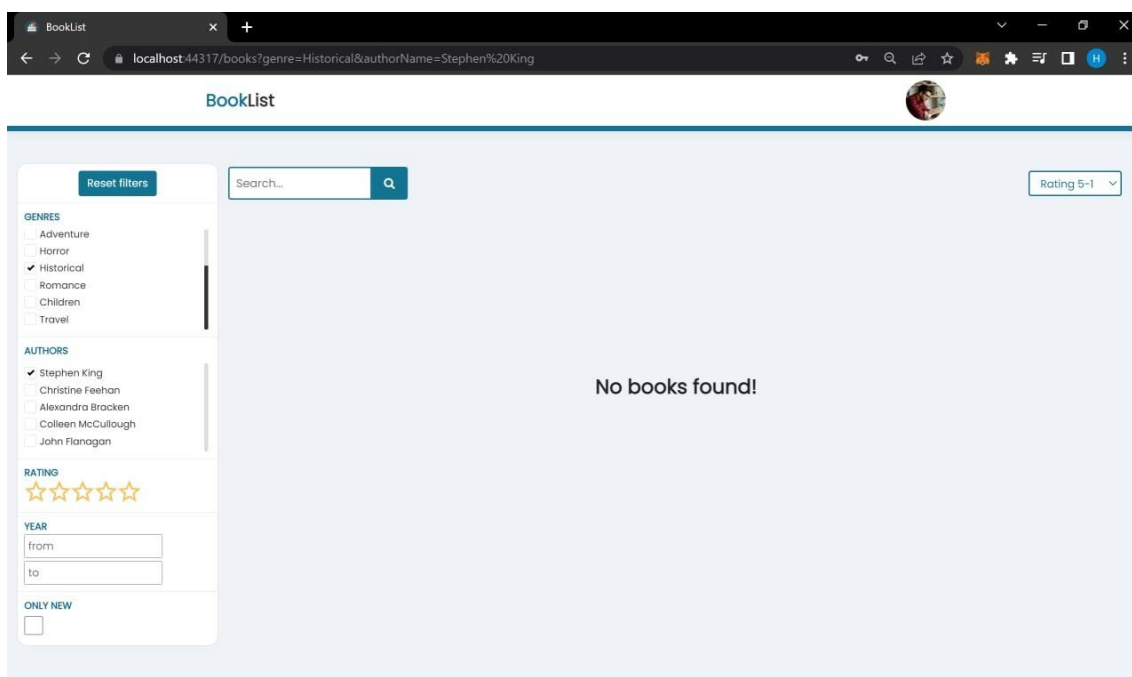 BookList
localhost:44317/books?genre=Historical&authorName=Stephen%20King
H
BookList
Reset filters
Search...
Rating 5-1
GENRES
Adventure
Horror
Historical
Romance
Children
Travel
AUTHORS
Stephen King
Christine Feehan
Alexandra Bracken
Colleen McCullough
John Flanagan
No books found!
RATING
YEAR
from
to
ONLY NEW